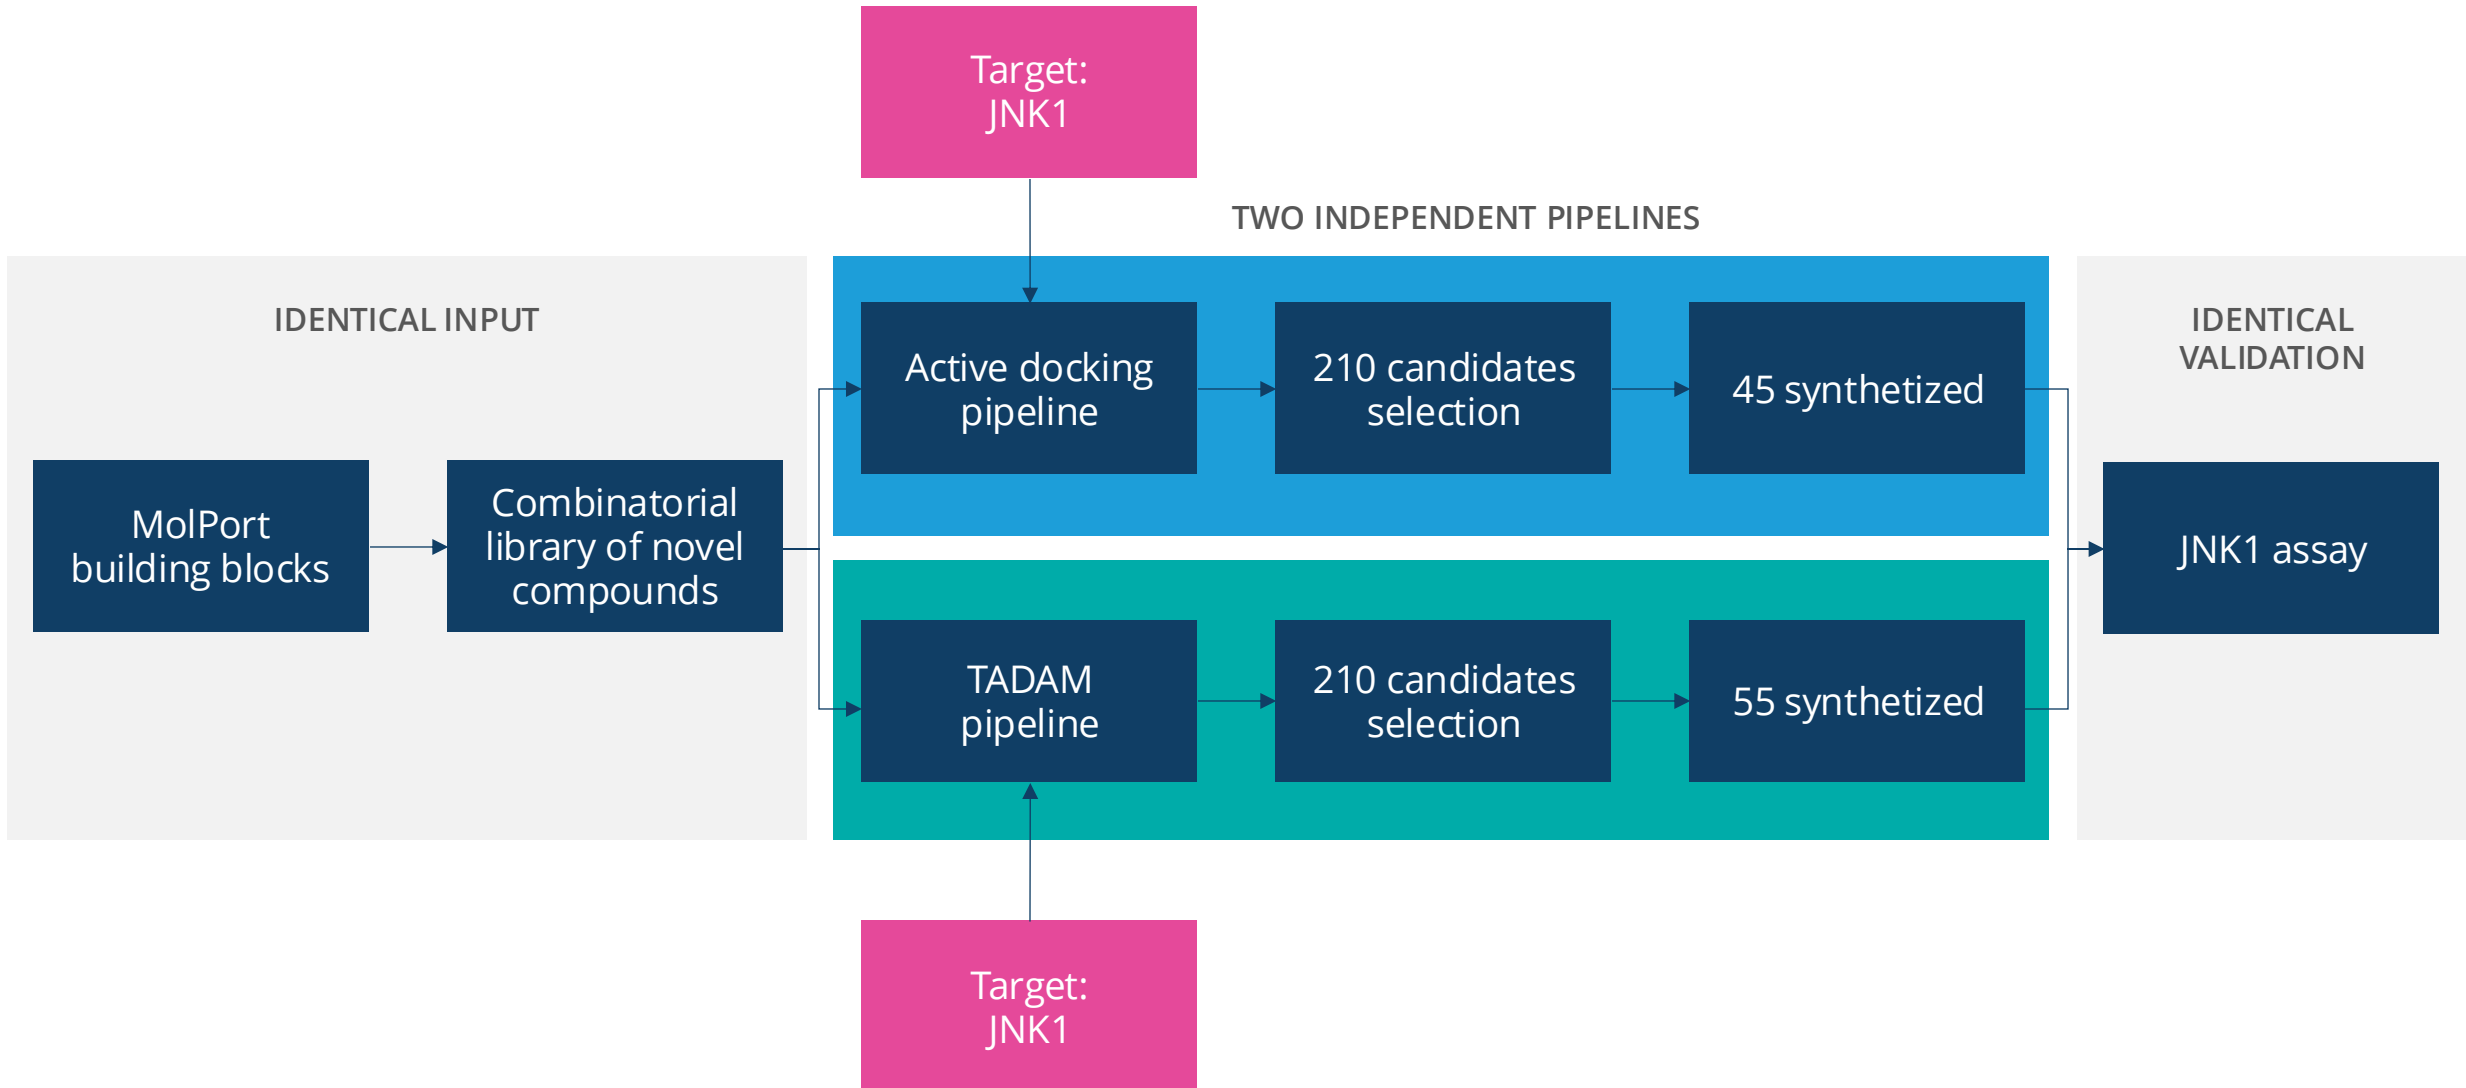 Target:
JNK1
TWO INDEPENDENT PIPELINES
IDENTICAL INPUT
MolPort
building blocks
Combinatorial
library of novel
compounds
Active docking
pipeline
210 candidates
selection
45 synthetized
TADAM
pipeline
210 candidates
selection
55 synthetized
IDENTICAL
VALIDATION
JNK1 assay
Target:
JNK1